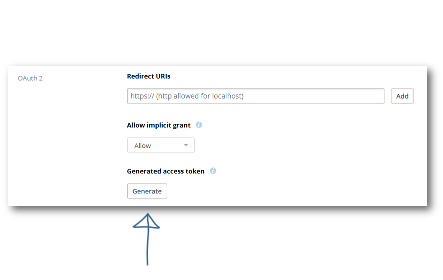 OAuth 2
Redirect URIs
https:// (http allowed for localhost)
Add
Allow implicit grant
Allow
Generated access token
Generate